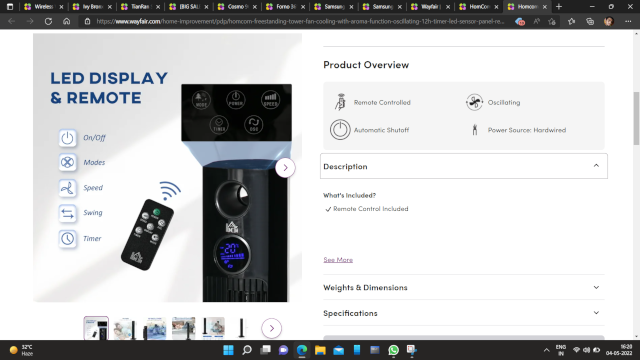 Wireless
Ivy Bronx
TianRan
(BIG SAL
Cosmo 9
Forno 3
Samsung
Samsung
Wayfair
HomCom
Homcom
https://www.wayfair.com/home-improvement/pdp/homcom-freestanding-tower-fan-cooling-with-aroma-function-oscillating-12h-timer-led-sensor-panel-re...
LED DISPLAY
& REMOTE
On/Off
Modes
Speed
Swing
Timer
MODE
POWER
SPEED
TIMER
OSC
Product Overview
Remote Controlled
Oscillating
Automatic Shutoff
Power Source: Hardwired
Description
What's Included?
Remote Control Included
See More
Weights & Dimensions
Specifications
32°C
Haze
ENG
IN
16:20
04-05-2022